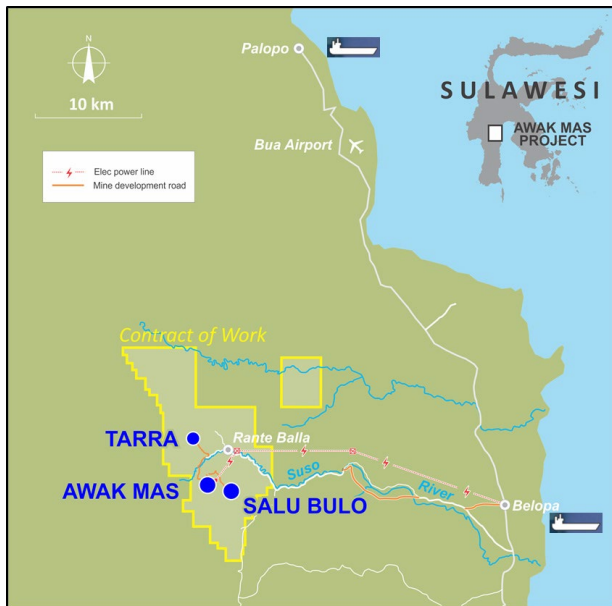 N
10 km
Palopo
SULAWESI
AWAK MAS
PROJECT
Bua Airport
Elec power line
Mine development road
Contract of Work
TARRA
Rante Balla
AWAK MAS
SALU BULO
Suso
River
Belopa